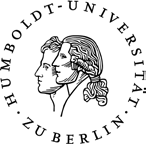 HUMBOLDT-UNIVERSITÄT · ZU BERLIN ·